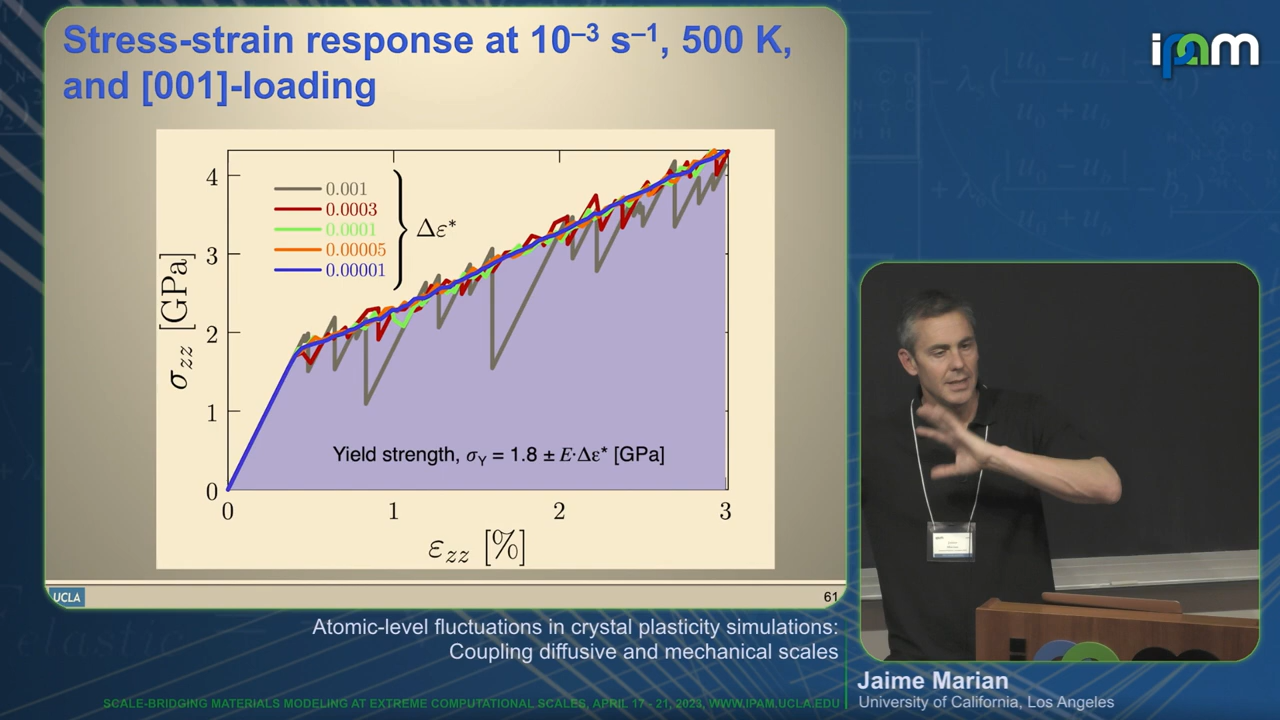 Stress-strain response at 10–3 s–1, 500 K,
and [001]-loading
ipam
4
3
2
1
0
σzz [GPa]
0.001
0.0003
0.0001
0.00005
0.00001
Δε*
Yield strength, σY = 1.8 ± E·Δε* [GPa]
0 1 2 3
εzz [%]
UCLA
61
Atomic-level fluctuations in crystal plasticity simulations:
Coupling diffusive and mechanical scales
Jaime Marian
University of California, Los Angeles
SCALE-BRIDGING MATERIALS MODELING AT EXTREME COMPUTATIONAL SCALES, APRIL 17 - 21, 2023, WWW.IPAM.UCLA.EDU
elastic